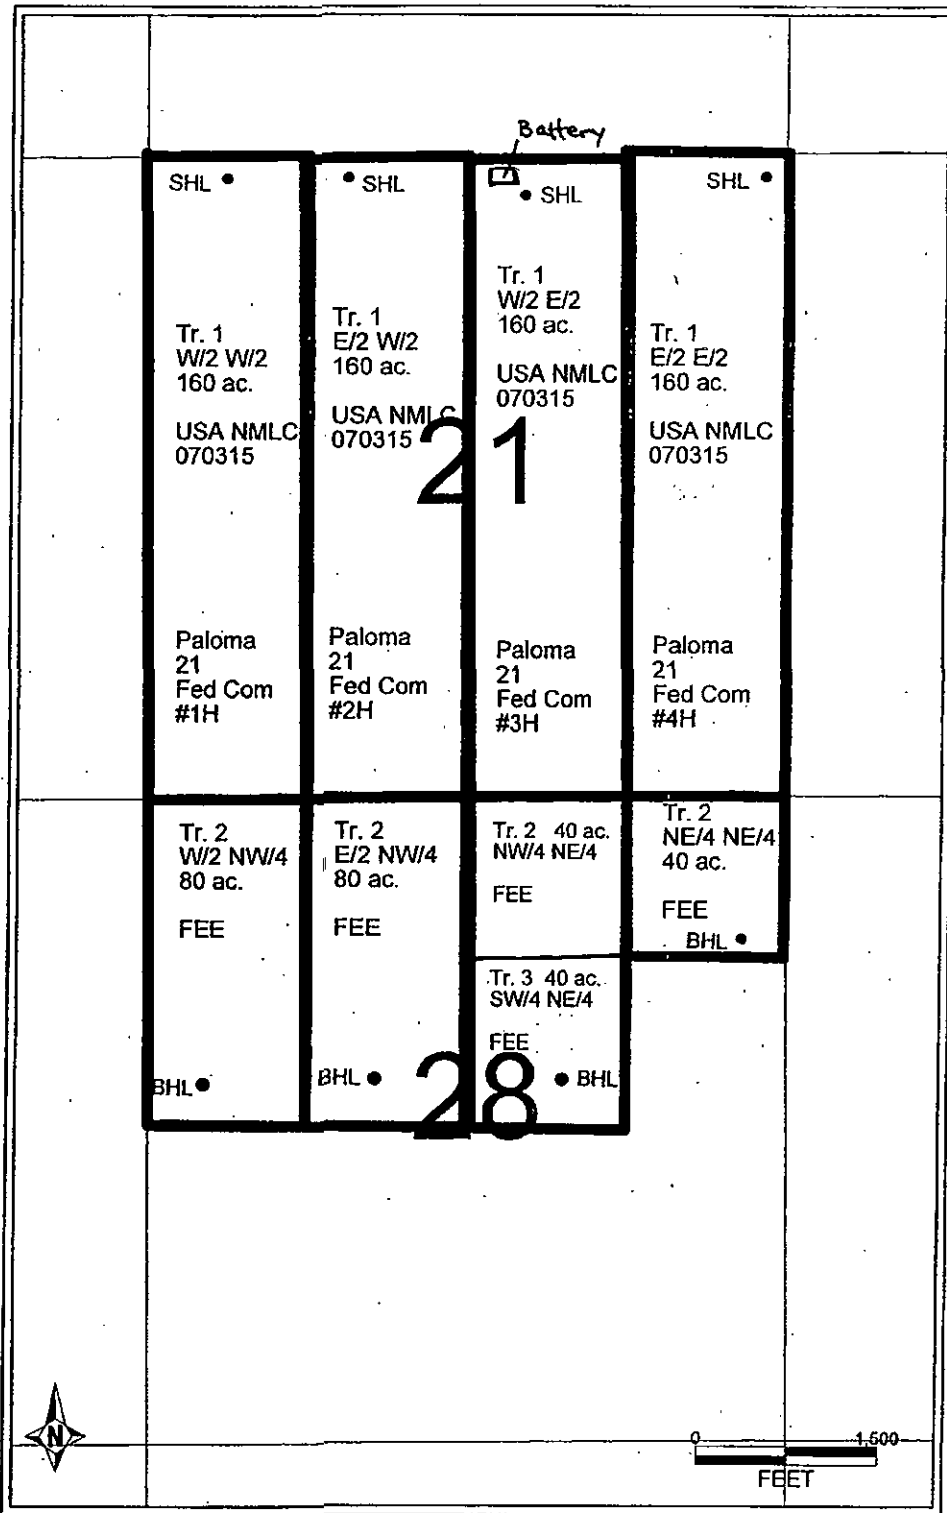 Battery
SHL
SHL
SHL
SHL
Tr. 1
W/2 W/2
160 ac.
USA NMLC
070315
Tr. 1
E/2 W/2
160 ac.
USA NMLC
070315
Tr. 1
W/2 E/2
160 ac.
USA NMLC
070315
Tr. 1
E/2 E/2
160 ac.
USA NMLC
070315
21
Paloma
21
Fed Com
#1H
Paloma
21
Fed Com
#2H
Paloma
21
Fed Com
#3H
Paloma
21
Fed Com
#4H
Tr. 2
W/2 NW/4
80 ac.
FEE
Tr. 2
E/2 NW/4
80 ac.
FEE
Tr. 2 40 ac.
NW/4 NE/4
FEE
Tr. 2
NE/4 NE/4
40 ac.
FEE
BHL
Tr. 3 40 ac.
SW/4 NE/4
FEE
BHL
BHL
28
BHL
N
0 1,500
FEET